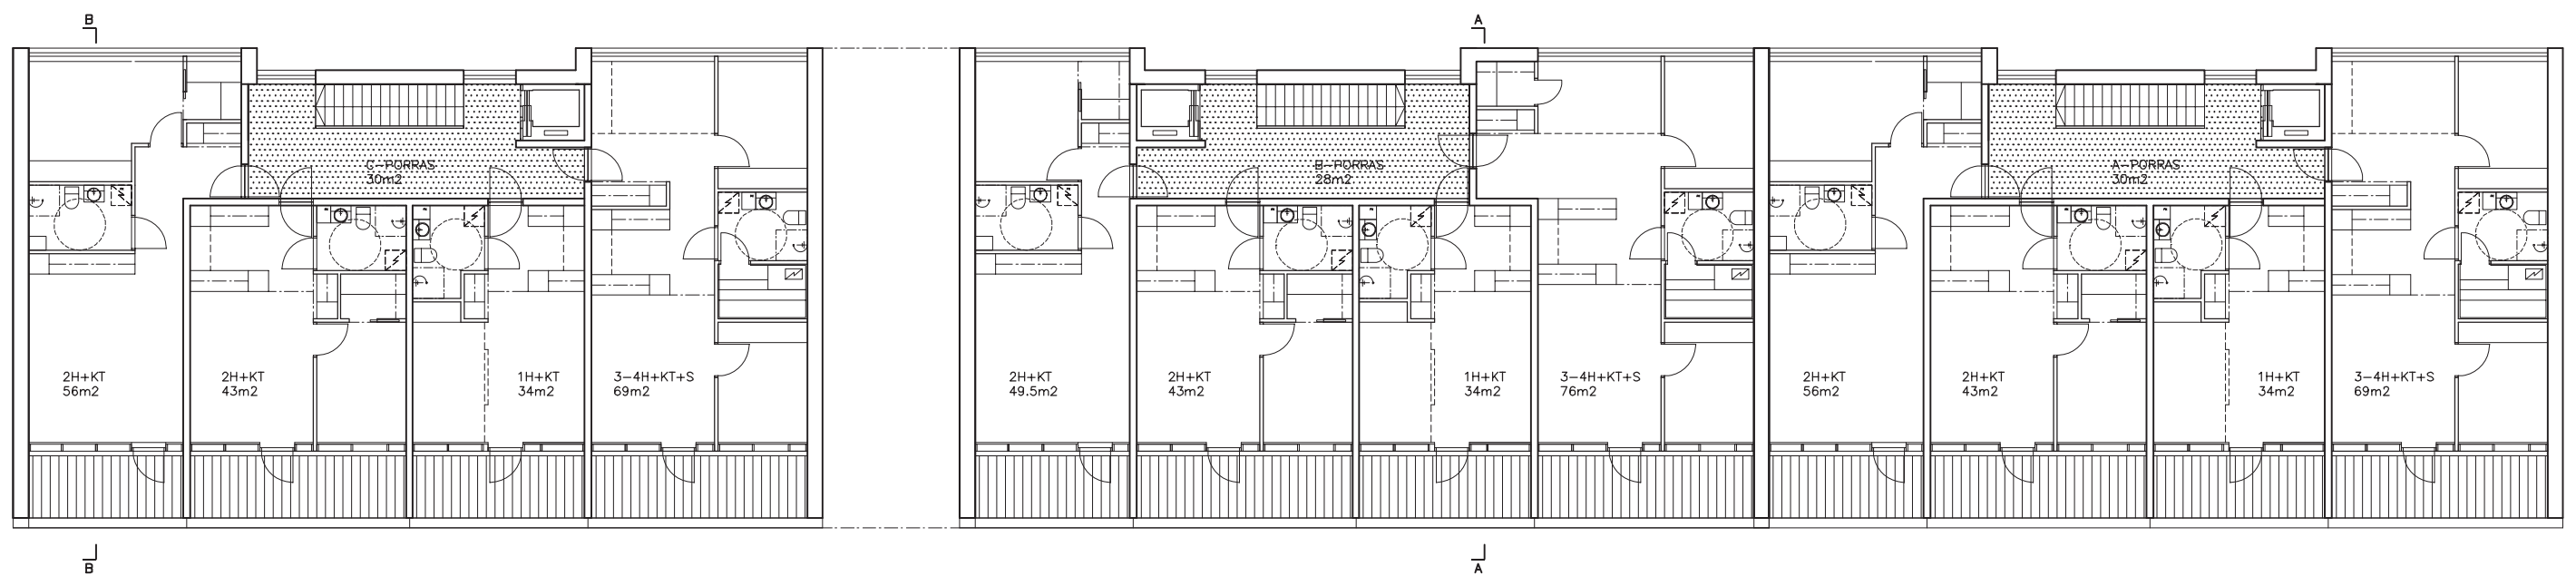 B
A
C-PORRAS
30m2
B-PORRAS
28m2
A-PORRAS
30m2
2H+KT
56m2
2H+KT
43m2
1H+KT
34m2
3-4H+KT+S
69m2
2H+KT
49.5m2
2H+KT
43m2
1H+KT
34m2
3-4H+KT+S
76m2
2H+KT
56m2
2H+KT
43m2
1H+KT
34m2
3-4H+KT+S
69m2
B
A